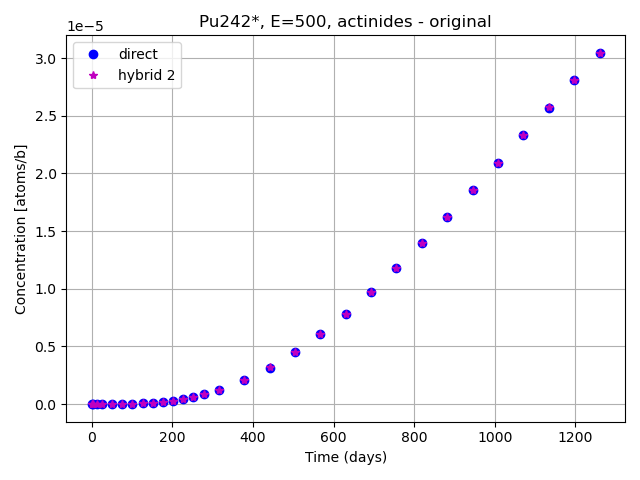 Pu242*, E=500, actinides - original
1e−5
direct
hybrid 2
3.0
2.5
2.0
1.5
1.0
0.5
0.0
Concentration [atoms/b]
0 200 400 600 800 1000 1200
Time (days)